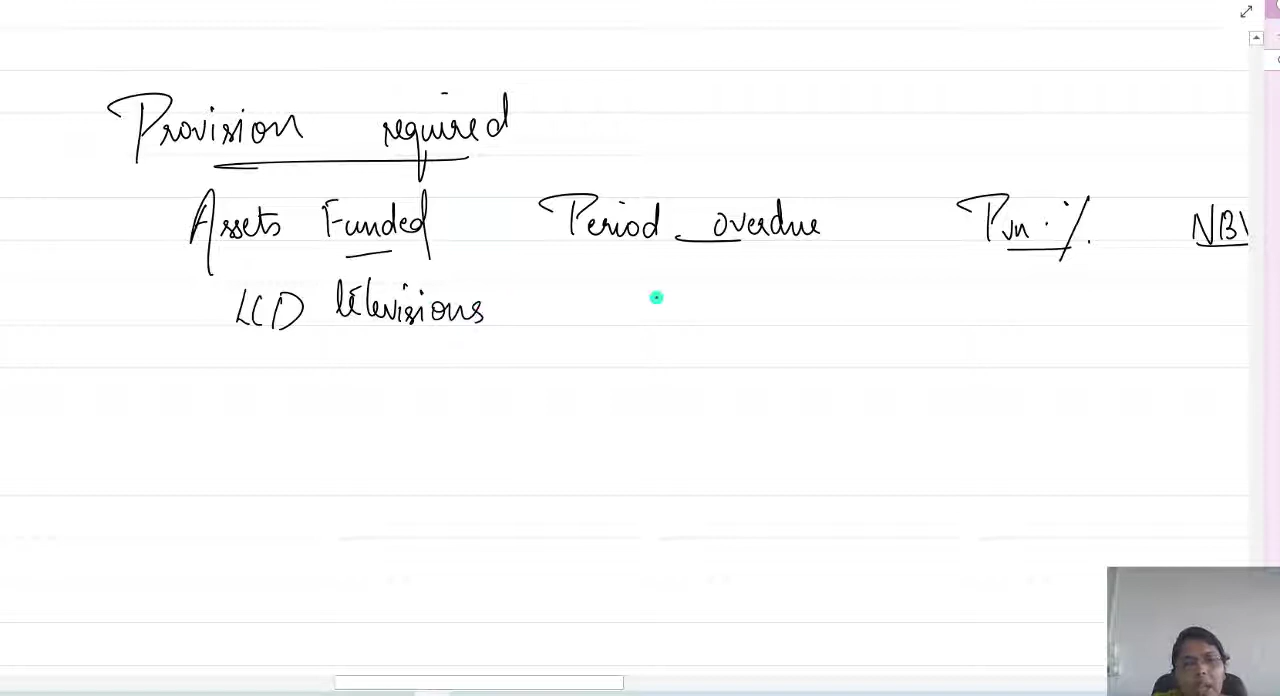 Provision required
Assets Funded Period overdue Pvn. % NBV
LCD televisions